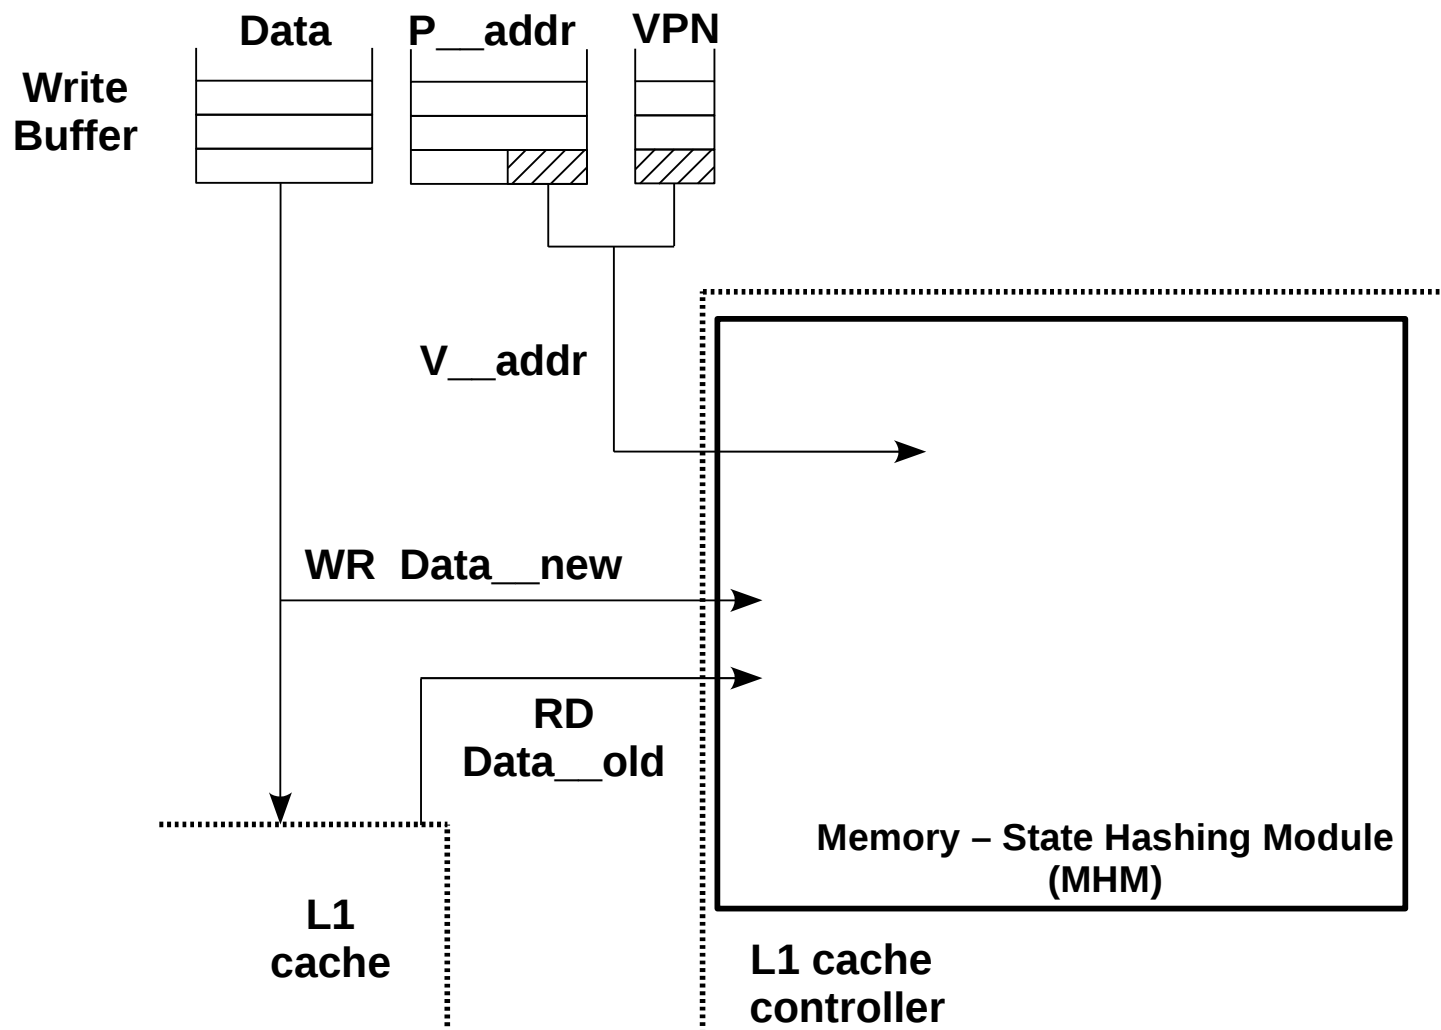 Data P__addr VPN
Write
Buffer
V__addr
WR Data__new
RD
Data__old
Memory – State Hashing Module
(MHM)
L1
cache
L1 cache
controller